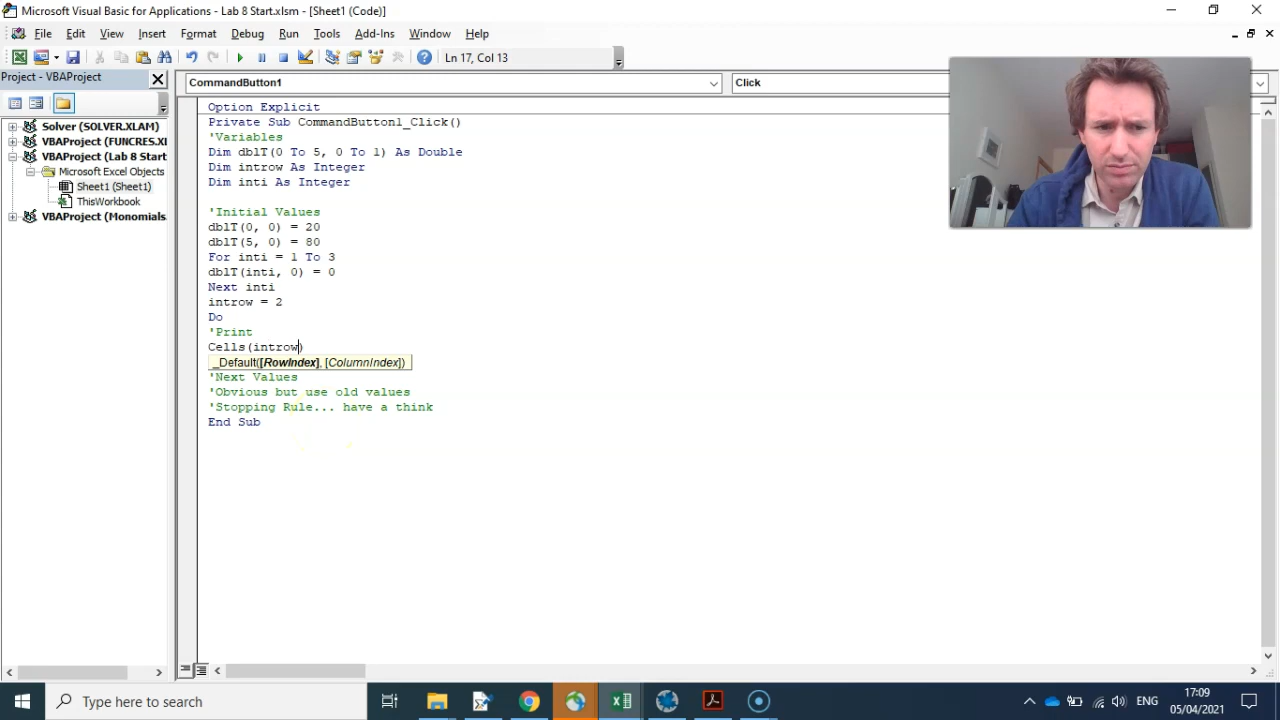 Microsoft Visual Basic for Applications - Lab 8 Start.xlsm - [Sheet1 (Code)]
File Edit View Insert Format Debug Run Tools Add-Ins Window Help
Ln 17, Col 13
Project - VBAProject
CommandButton1
Click
Solver (SOLVER.XLAM)
VBAProject (FUNCRES.XL
VBAProject (Lab 8 Start
Microsoft Excel Objects
Sheet1 (Sheet1)
ThisWorkbook
VBAProject (Monomials.
Option Explicit
Private Sub CommandButton1_Click()
'Variables
Dim dblT(0 To 5, 0 To 1) As Double
Dim introw As Integer
Dim inti As Integer
'Initial Values
dblT(0, 0) = 20
dblT(5, 0) = 80
For inti = 1 To 3
dblT(inti, 0) = 0
Next inti
introw = 2
Do
'Print
Cells(introw)
_Default([RowIndex], [ColumnIndex])
'Next Values
'Obvious but use old values
'Stopping Rule... have a think
End Sub
Type here to search
ENG
17:09
05/04/2021